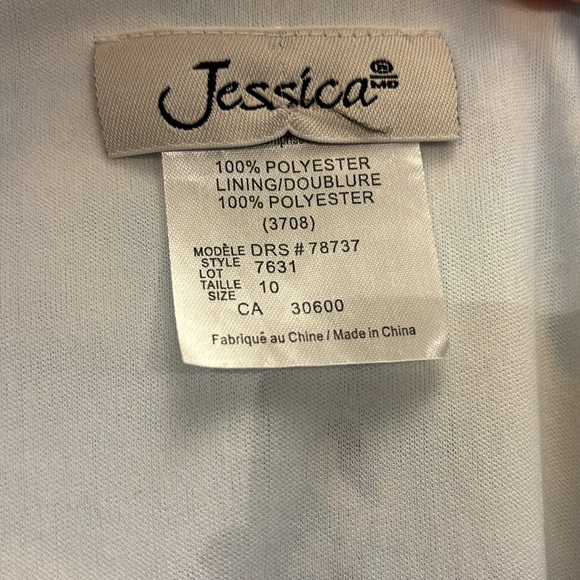 Jessica
MD
100% POLYESTER
LINING/DOUBLURE
100% POLYESTER
(3708)
MODÈLE DRS # 78737
STYLE
LOT 7631
TAILLE 10
SIZE
CA 30600
Fabriqué au Chine / Made in China